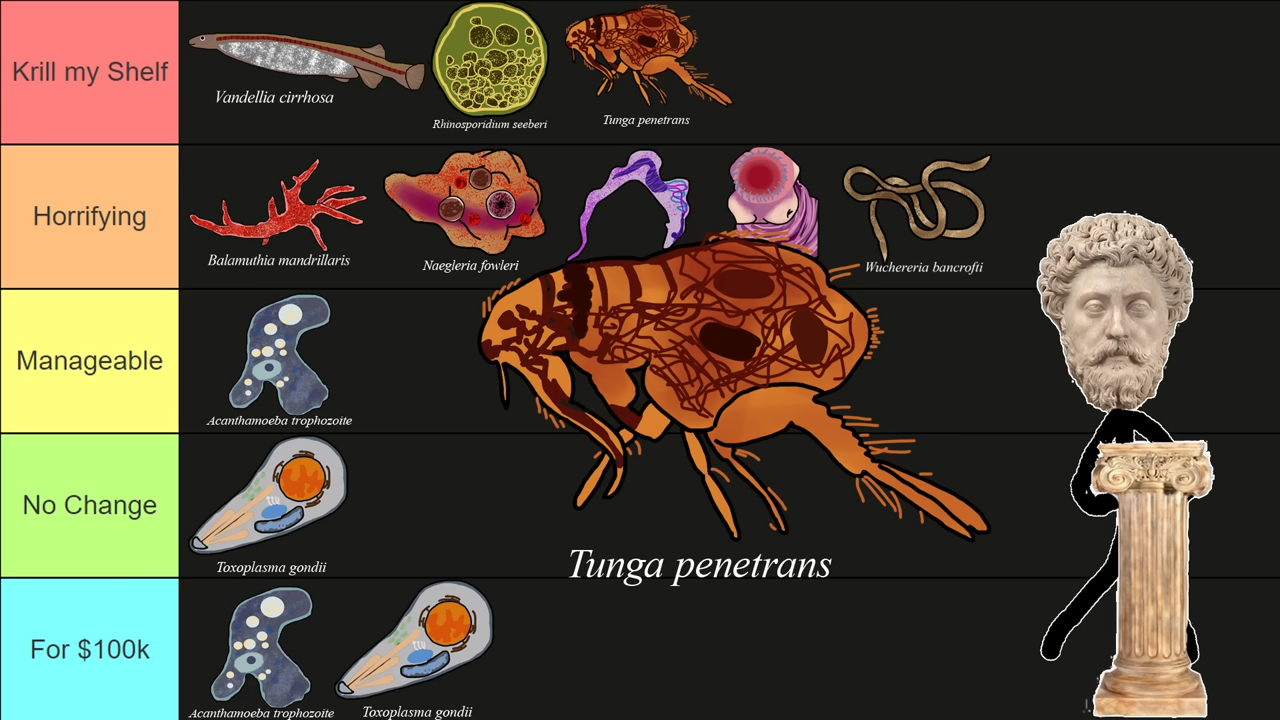 Krill my Shelf
Vandellia cirrhosa
Rhinosporidium seeberi
Tunga penetrans
Horrifying
Balamuthia mandrillaris
Naegleria fowleri
Wuchereria bancrofti
Manageable
Acanthamoeba trophozoite
No Change
Toxoplasma gondii
Tunga penetrans
For $100k
Acanthamoeba trophozoite
Toxoplasma gondii